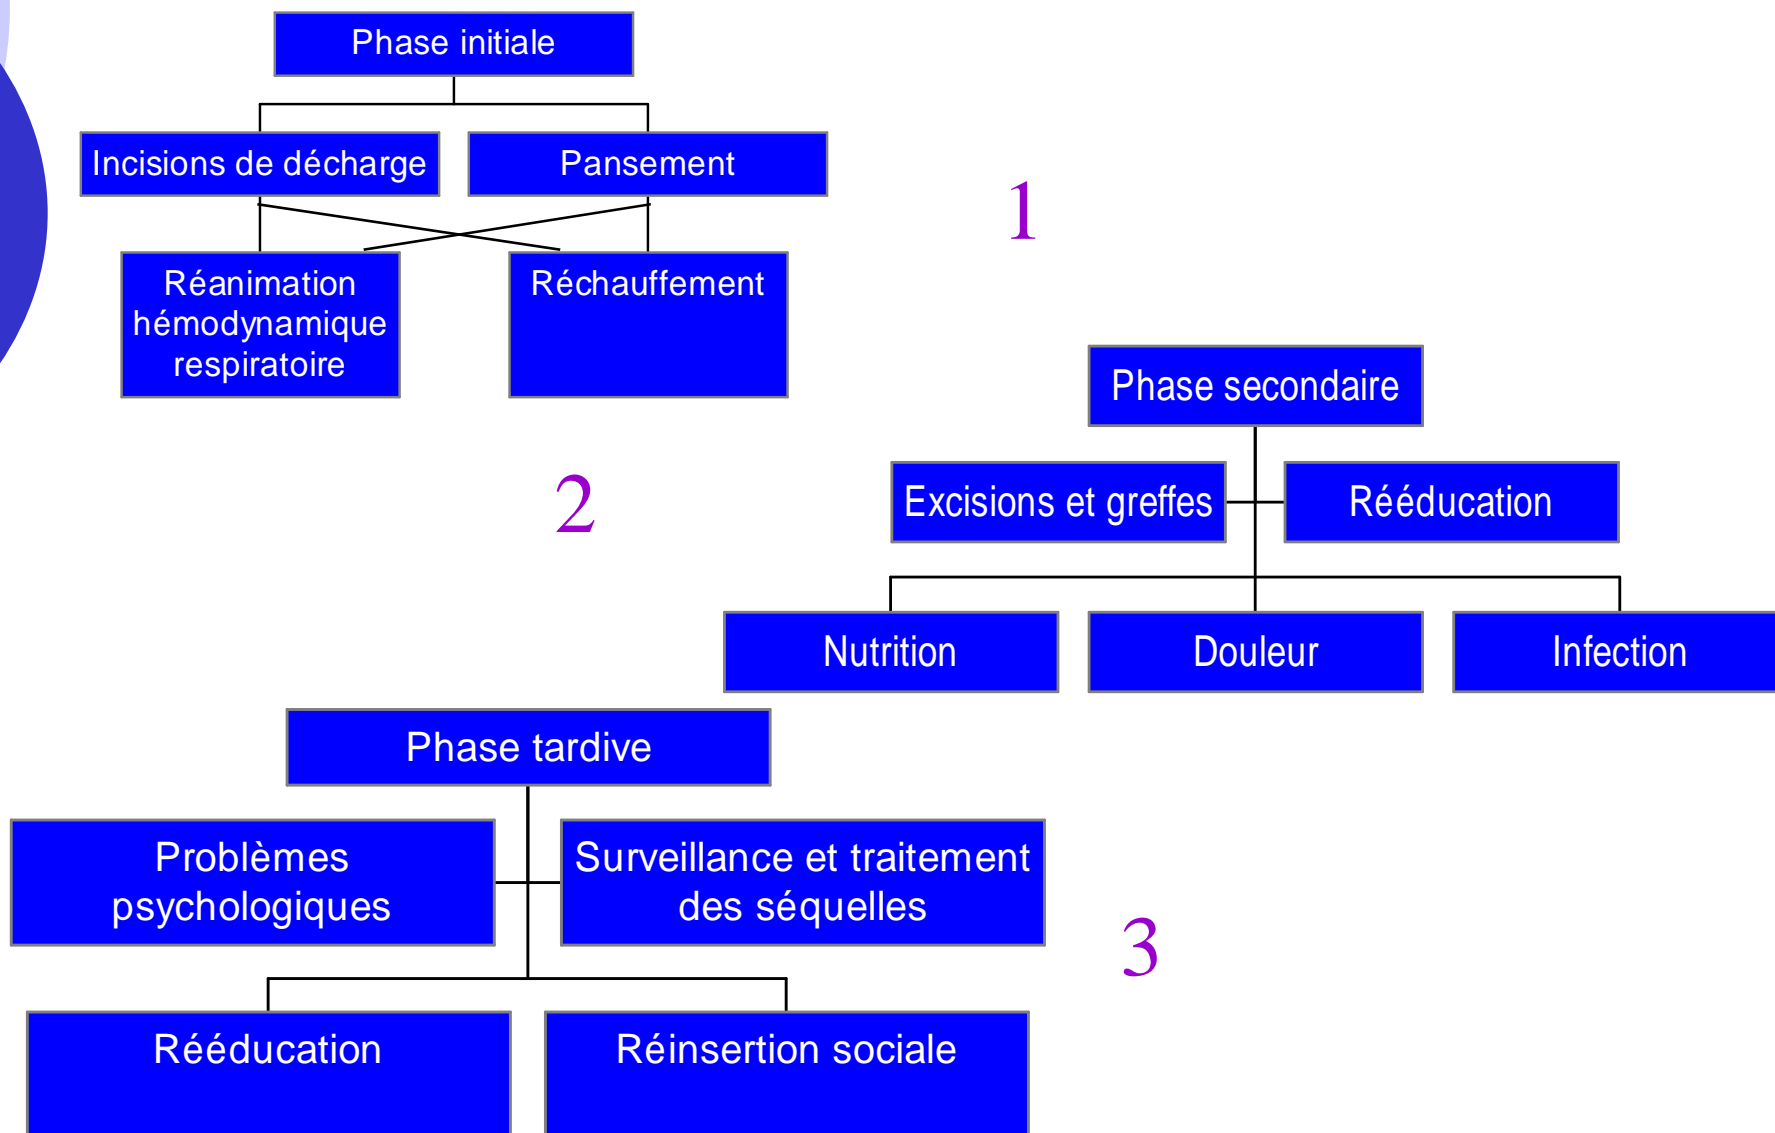 Phase initiale
Incisions de décharge
Pansement
Réanimation
hémodynamique
respiratoire
Réchauffement
1
Phase secondaire
Excisions et greffes
Rééducation
Nutrition
Douleur
Infection
2
Phase tardive
Problèmes
psychologiques
Surveillance et traitement
des séquelles
Rééducation
Réinsertion sociale
3